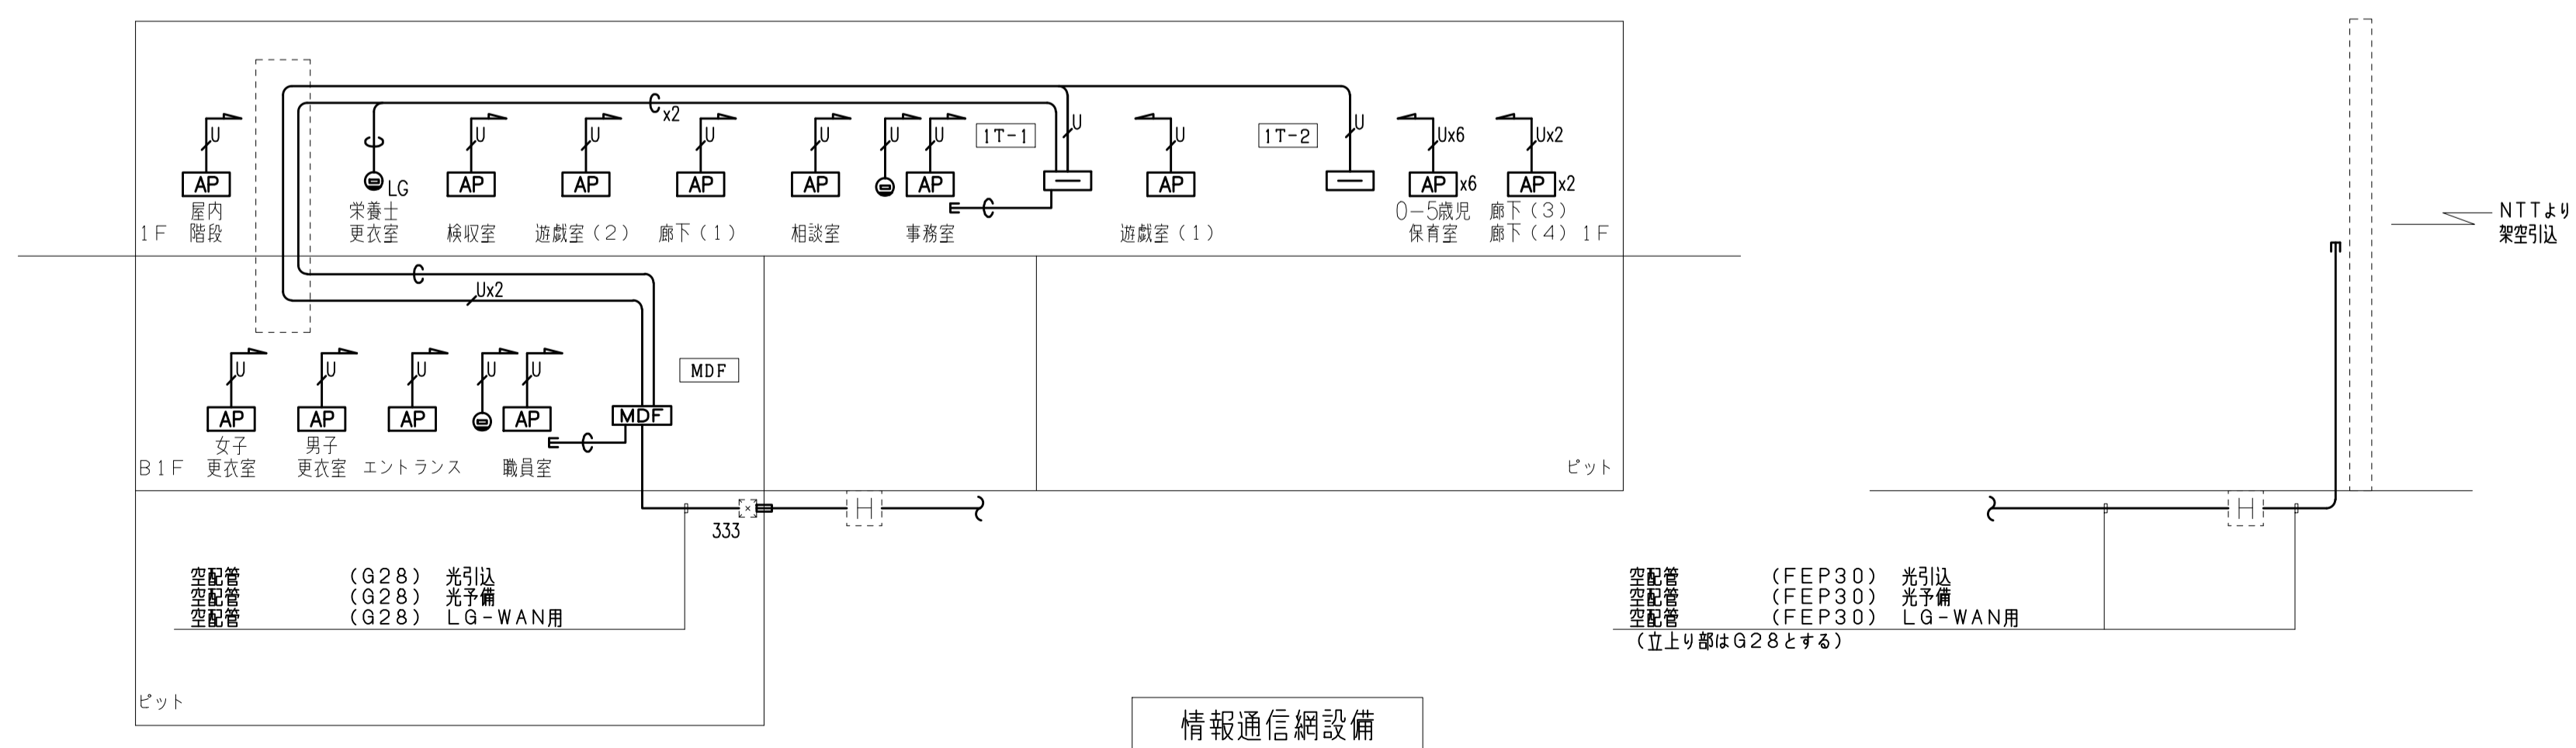 x2
U
U
U
U
U
U
U
1T-1
U
U
1T-2
U
Ux6
Ux2
AP
LG
AP
AP
AP
AP
AP
AP
AP x6
AP x2
1F
屋内
階段
栄養士
更衣室
検収室
遊戯室(2)
廊下(1)
相談室
事務室
遊戯室(1)
0-5歳児
保育室
廊下(3)
廊下(4)
1F
NTTより
架空引込
Ux2
U
U
U
U
U
MDF
AP
AP
AP
AP
MDF
B1F
女子
更衣室
男子
更衣室
エントランス
職員室
ピット
333
H
H
空配管 (G28) 光引込
空配管 (G28) 光予備
空配管 (G28) LG-WAN用
空配管 (FEP30) 光引込
空配管 (FEP30) 光予備
空配管 (FEP30) LG-WAN用
(立上り部はG28とする)
ピット
情報通信網設備